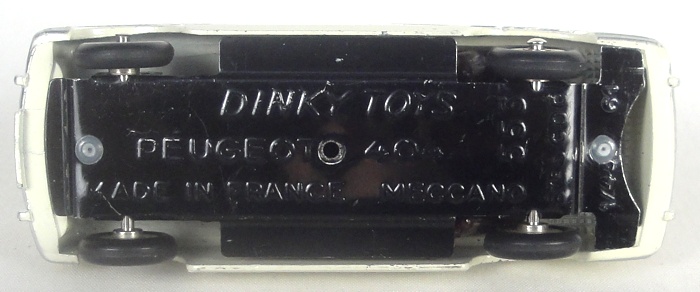 DINKY TOYS
PEUGEOT 404
MADE IN FRANCE MECCANO
553